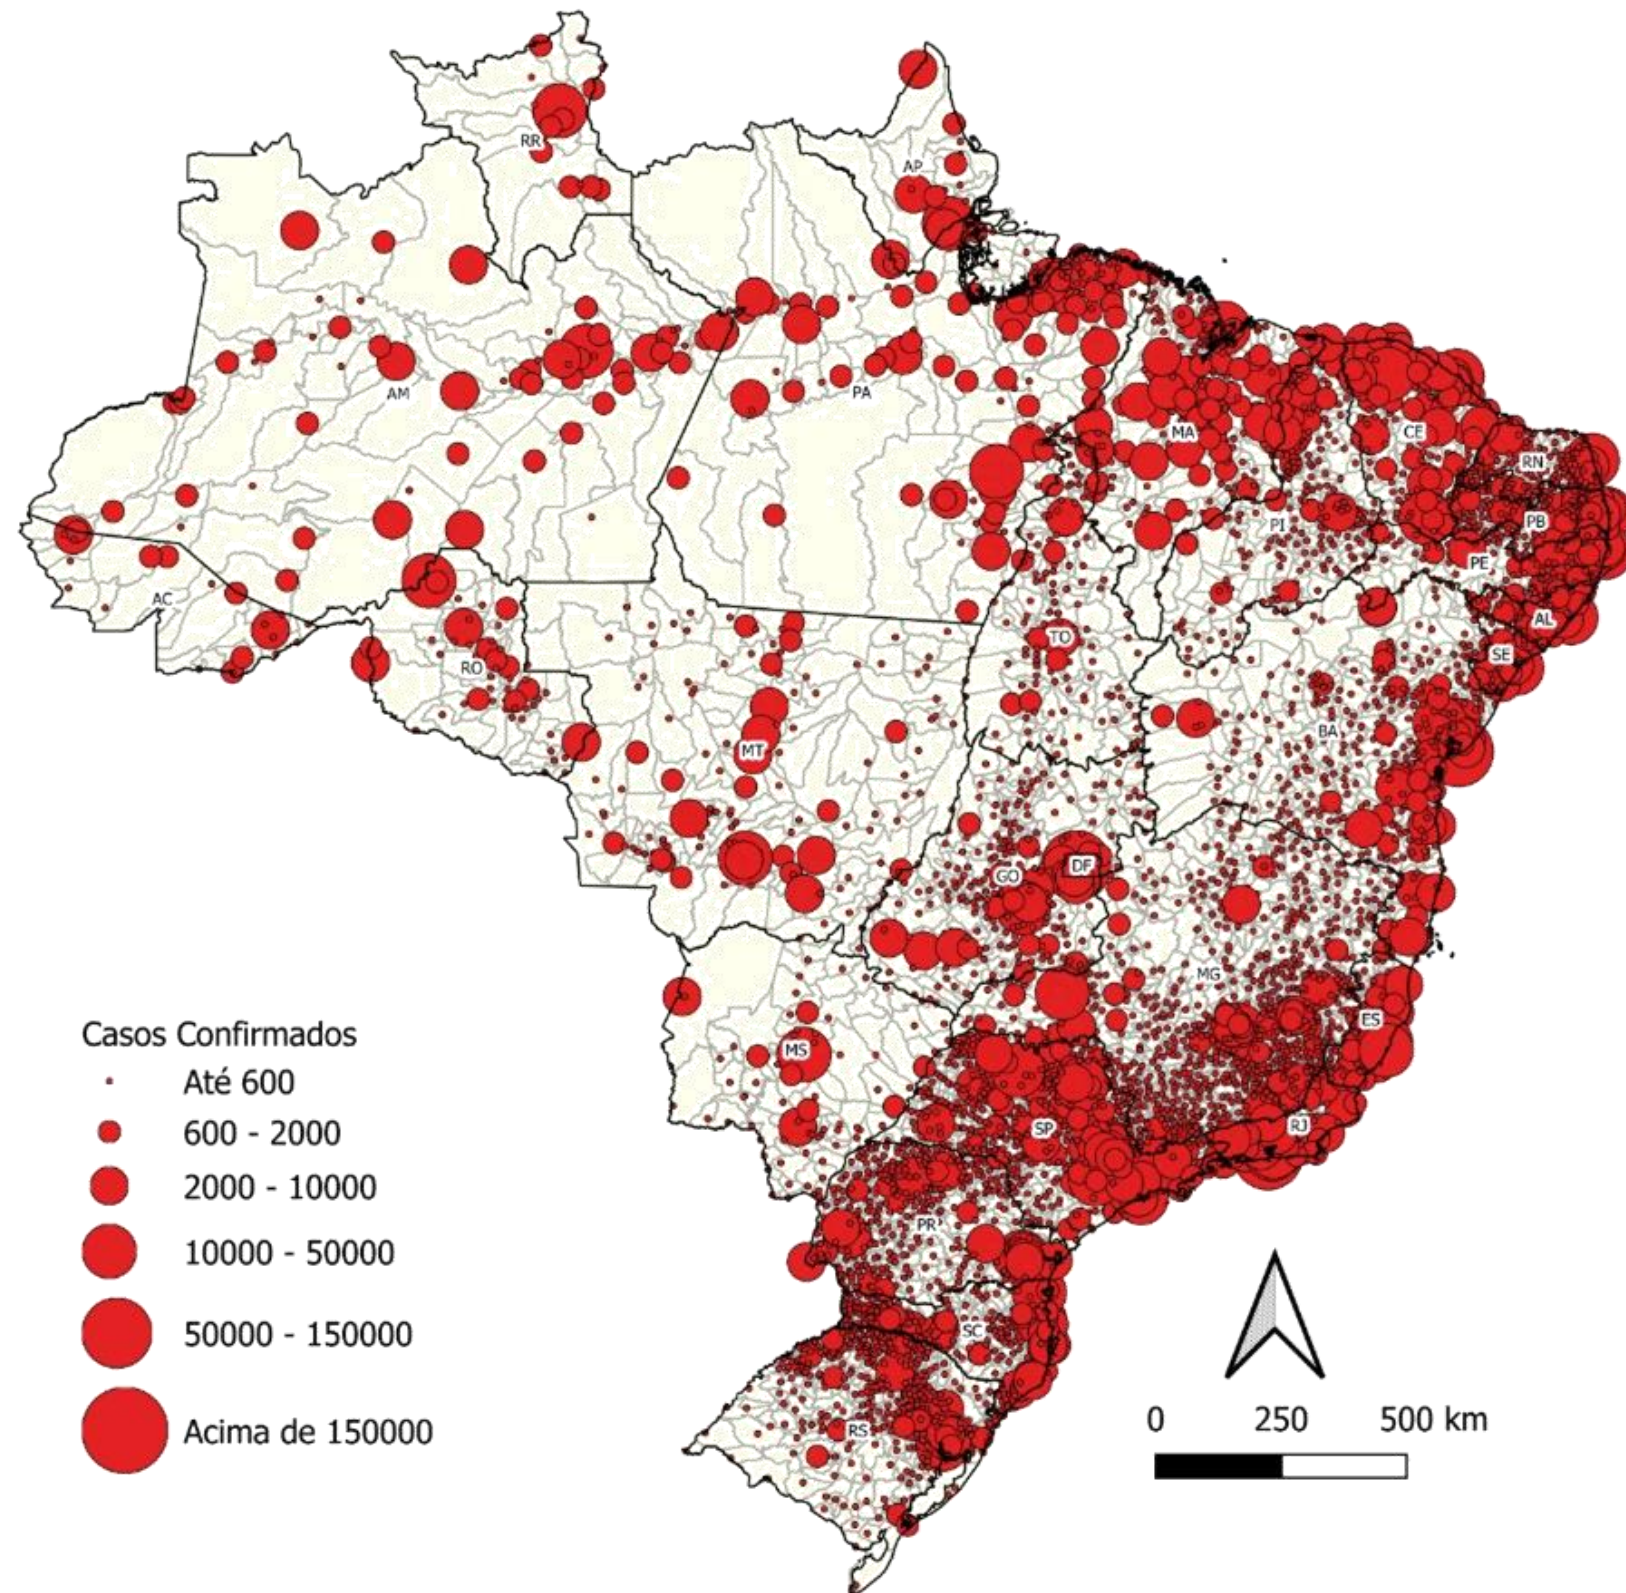 RR
AP
AM
PA
MA
CE
RN
PB
PI
PE
AC
AL
TO
SE
RO
BA
MT
DF
GO
MG
ES
MS
RJ
SP
PR
SC
RS
Casos Confirmados
Até 600
600 - 2000
2000 - 10000
10000 - 50000
50000 - 150000
Acima de 150000
0 250 500 km